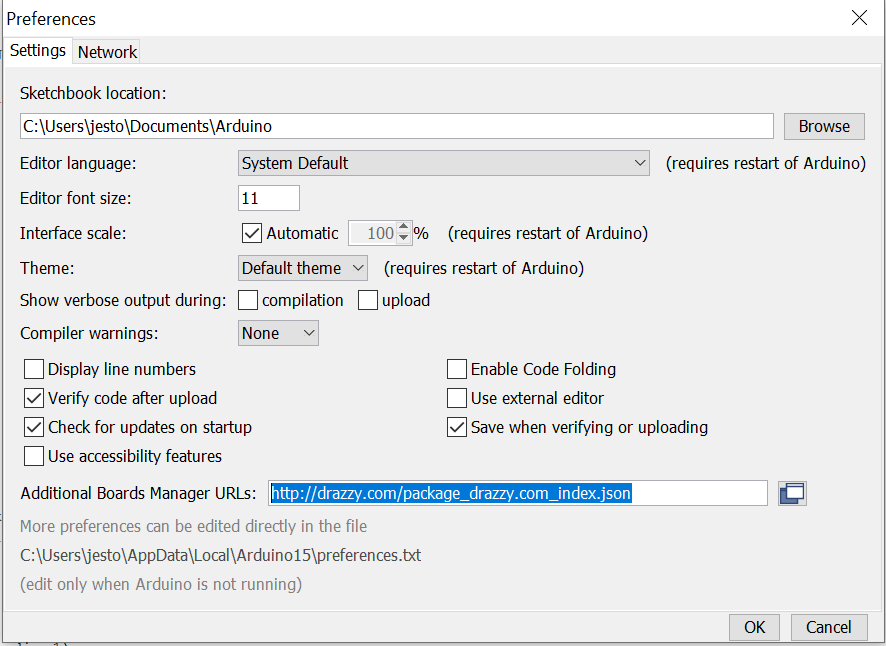 Preferences
Settings Network
Sketchbook location:
C:\Users\jesto\Documents\Arduino Browse
Editor language: System Default (requires restart of Arduino)
Editor font size: 11
Interface scale: Automatic 100 % (requires restart of Arduino)
Theme: Default theme (requires restart of Arduino)
Show verbose output during: compilation upload
Compiler warnings: None
Display line numbers Enable Code Folding
Verify code after upload Use external editor
Check for updates on startup Save when verifying or uploading
Use accessibility features
Additional Boards Manager URLs: http://drazzy.com/package_drazzy.com_index.json
More preferences can be edited directly in the file
C:\Users\jesto\AppData\Local\Arduino15\preferences.txt
(edit only when Arduino is not running)
OK Cancel